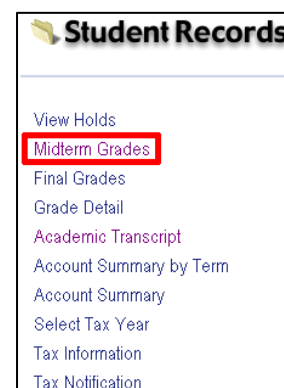 Student Records
View Holds
Midterm Grades
Final Grades
Grade Detail
Academic Transcript
Account Summary by Term
Account Summary
Select Tax Year
Tax Information
Tax Notification